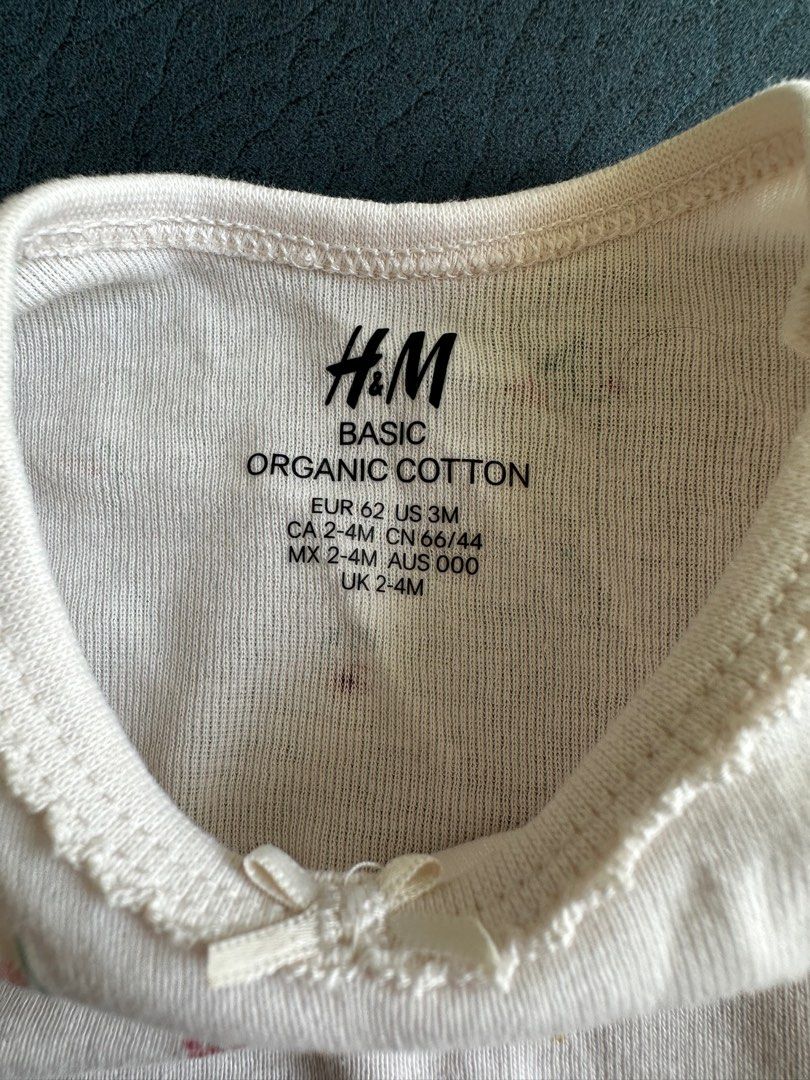 H&M
BASIC
ORGANIC COTTON
EUR 62 US 3M
CA 2-4M CN 66/44
MX 2-4M AUS 000
UK 2-4M